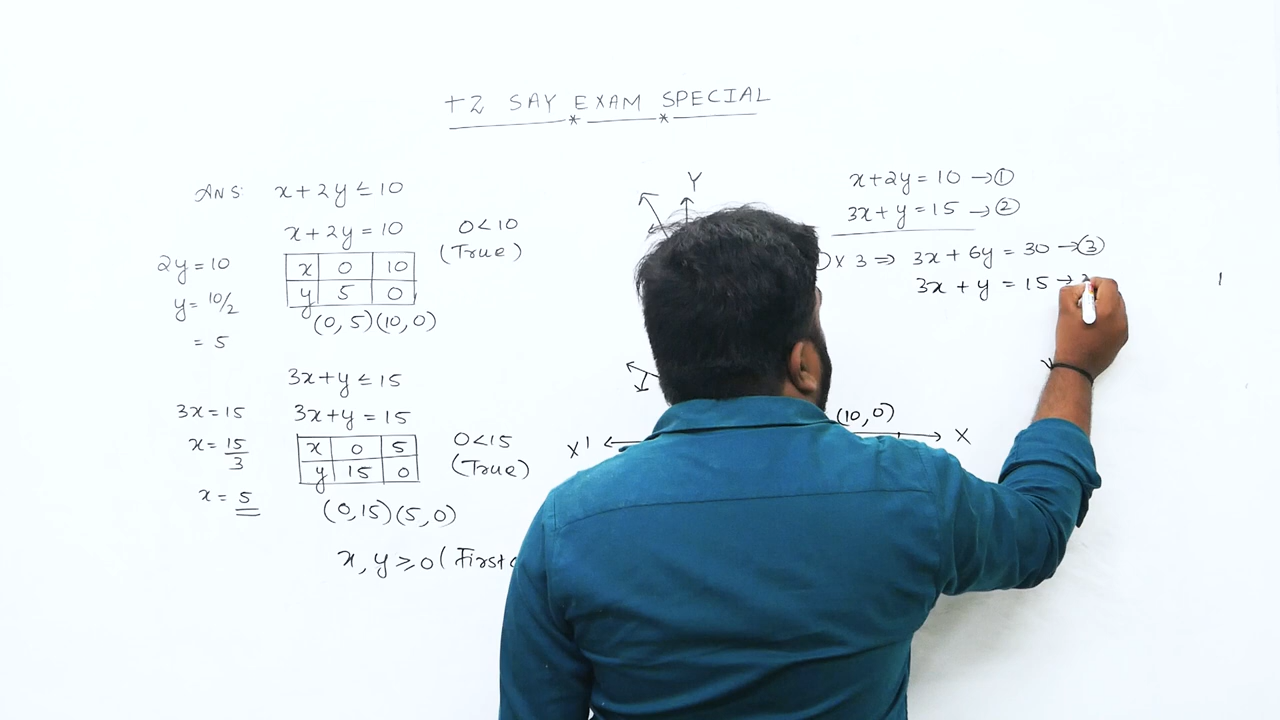 +2 SAY EXAM SPECIAL
ANS: x+2y ≤ 10
x+2y = 10
0<10
(True)
x 0 10
y 5 0
(0, 5) (10, 0)
2y = 10
y = 10/2
= 5
3x+y ≤ 15
3x+y = 15
x 0 5
y 15 0
0<15
(True)
(0,15) (5,0)
3x = 15
x = 15/3
x = 5
x, y ≥ 0 (First
Y
X'
(10,0)
X
x+2y = 10 → ①
3x+y = 15 → ②
× 3 ⇒ 3x + 6y = 30 → ③
3x + y = 15 →